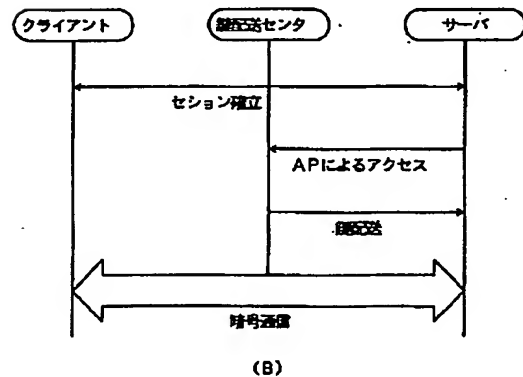 クライアント
鍵配送センタ
サーバ
セション確立
APによるアクセス
鍵配送
暗号通信
(B)